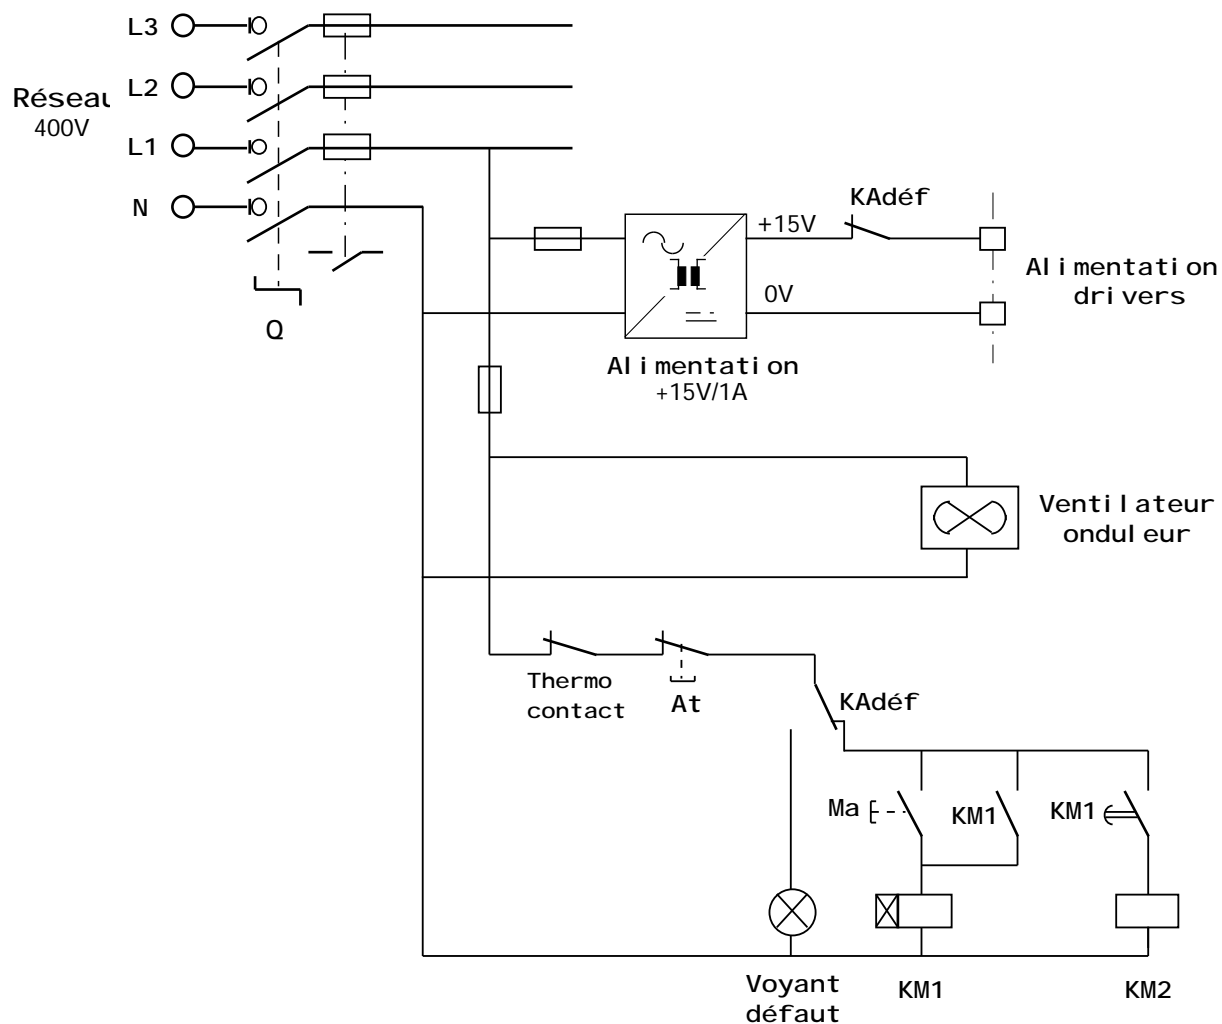 L3
L2
Réseau
400V
L1
N
Q
KAdéf
+15V
0V
Alimentation
drivers
Alimentation
+15V/1A
Ventilateur
onduleur
Thermo
contact
At
KAdéf
Ma
KM1
KM1
Voyant
défaut
KM1
KM2